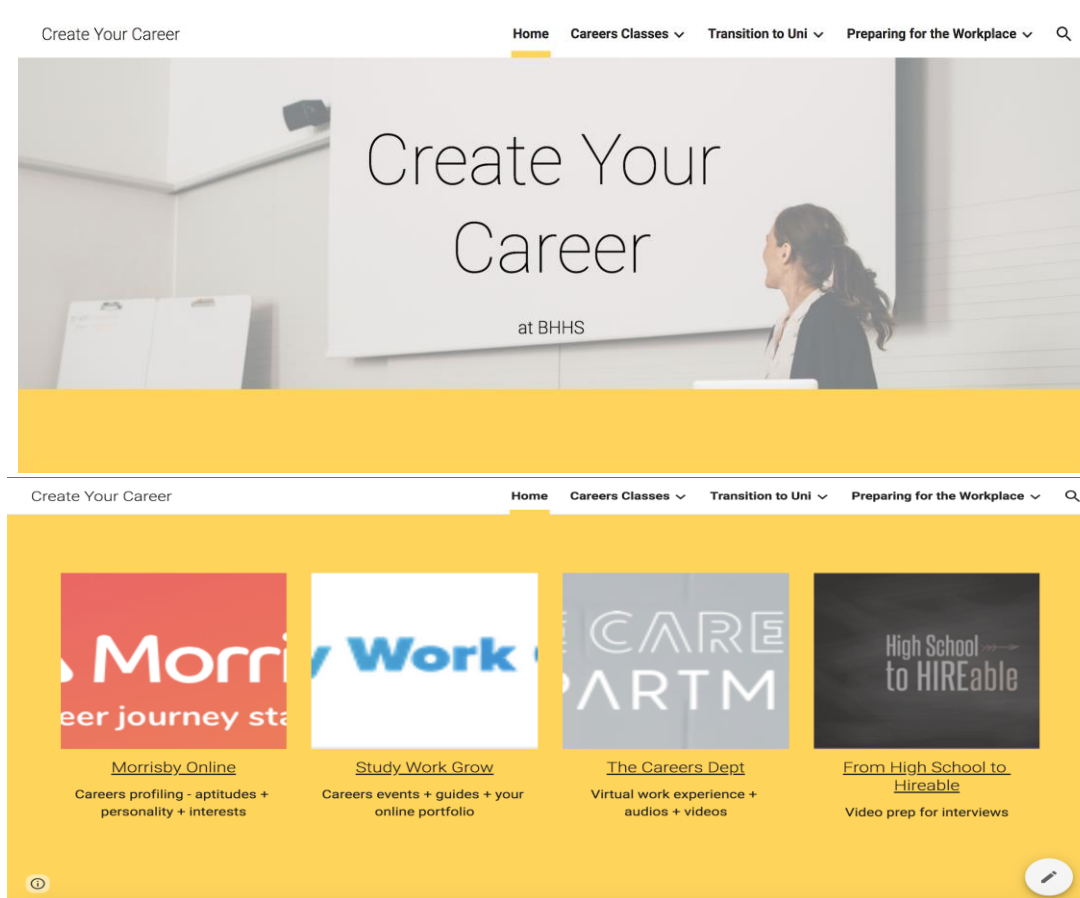 Create Your Career
Home Careers Classes Transition to Uni Preparing for the Workplace
Create Your
Career
at BHHS
Create Your Career
Home Careers Classes Transition to Uni Preparing for the Workplace
Morri
eer journey sta
y Work
E CARE
PARTM
High School
to HIREable
Morrisby Online
Careers profiling - aptitudes +
personality + interests
Study Work Grow
Careers events + guides + your
online portfolio
The Careers Dept
Virtual work experience +
audios + videos
From High School to
Hireable
Video prep for interviews